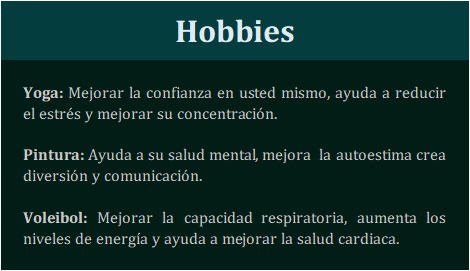 Hobbies
Yoga: Mejorar la confianza en usted mismo, ayuda a reducir
el estrés y mejorar su concentración.
Pintura: Ayuda a su salud mental, mejora la autoestima crea
diversión y comunicación.
Voleibol: Mejorar la capacidad respiratoria, aumenta los
niveles de energía y ayuda a mejorar la salud cardiaca.